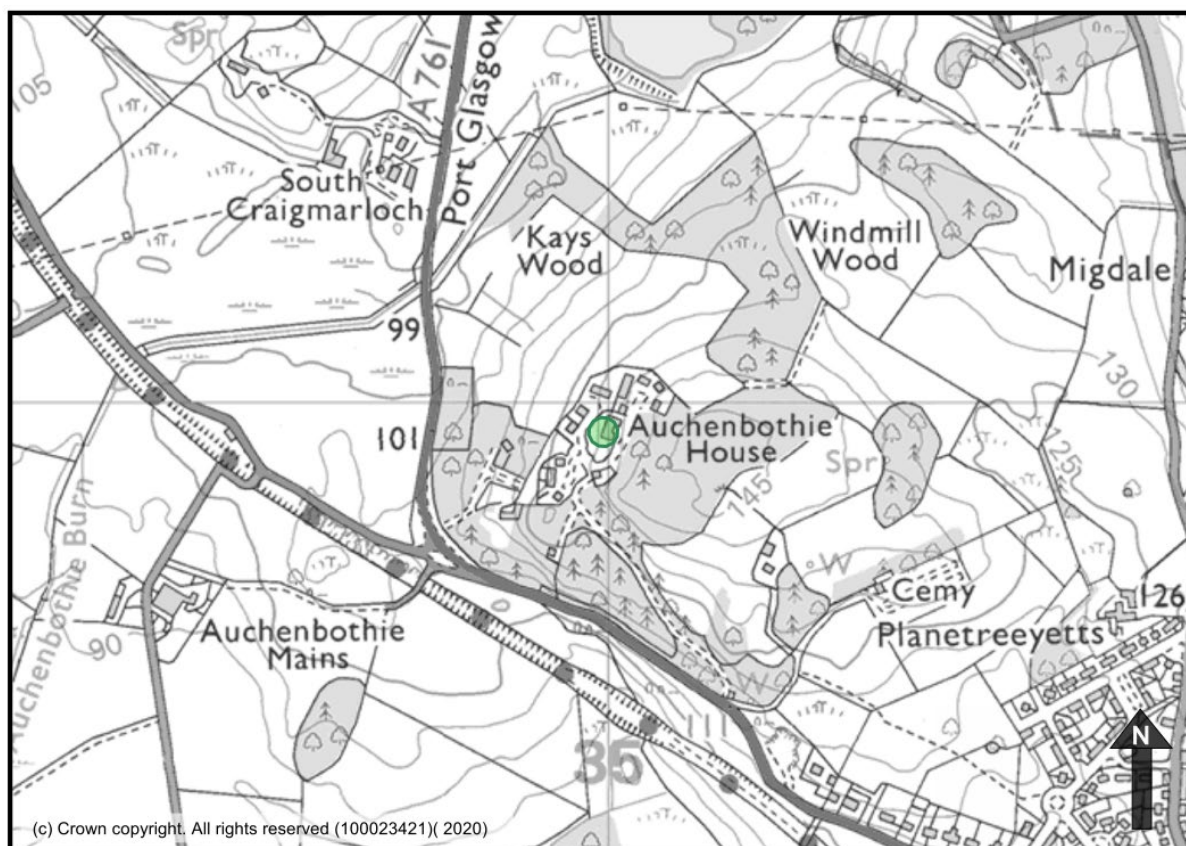 Spr
105
A761
Port Glasgow
South
Craigmarloch
Kays
Wood
Windmill
Wood
Migdale
99
130
101
Auchenbothie
House
Spr
125
145
Auchenbothie Burn
W
Cemy
126
Planetreeyetts
Auchenbothie
Mains
90
W
111
35
N
(c) Crown copyright. All rights reserved (100023421)( 2020)